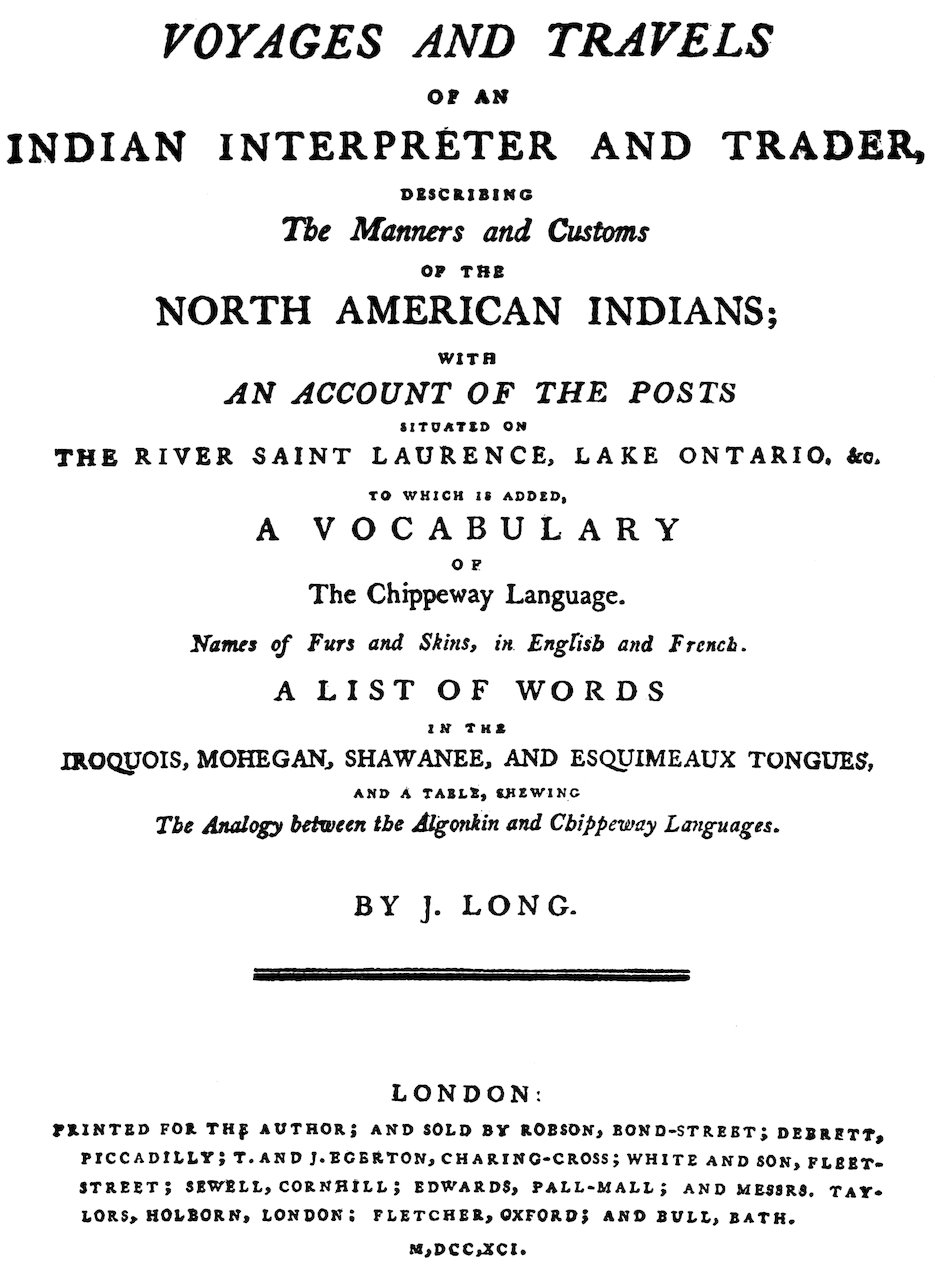 VOYAGES AND TRAVELS
OF AN
INDIAN INTERPRETER AND TRADER,
DESCRIBING
The Manners and Customs
OF THE
NORTH AMERICAN INDIANS;
WITH
AN ACCOUNT OF THE POSTS
SITUATED ON
THE RIVER SAINT LAURENCE, LAKE ONTARIO, &c.
TO WHICH IS ADDED,
A VOCABULARY
OF
The Chippeway Language.
Names of Furs and Skins, in English and French.
A LIST OF WORDS
IN THE
IROQUOIS, MOHEGAN, SHAWANEE, AND ESQUIMEAUX TONGUES,
AND A TABLE, SHEWING
The Analogy between the Algonkin and Chippeway Languages.
BY J. LONG.
LONDON:
PRINTED FOR THE AUTHOR; AND SOLD BY ROBSON, BOND-STREET; DEBRETT,
PICCADILLY; T. AND J. EGERTON, CHARING-CROSS; WHITE AND SON, FLEET-
STREET; SEWELL, CORNHILL; EDWARDS, PALL-MALL; AND MESSRS. TAY-
LORS, HOLBORN, LONDON; FLETCHER, OXFORD; AND BULL, BATH.
M,DCC,XCI.